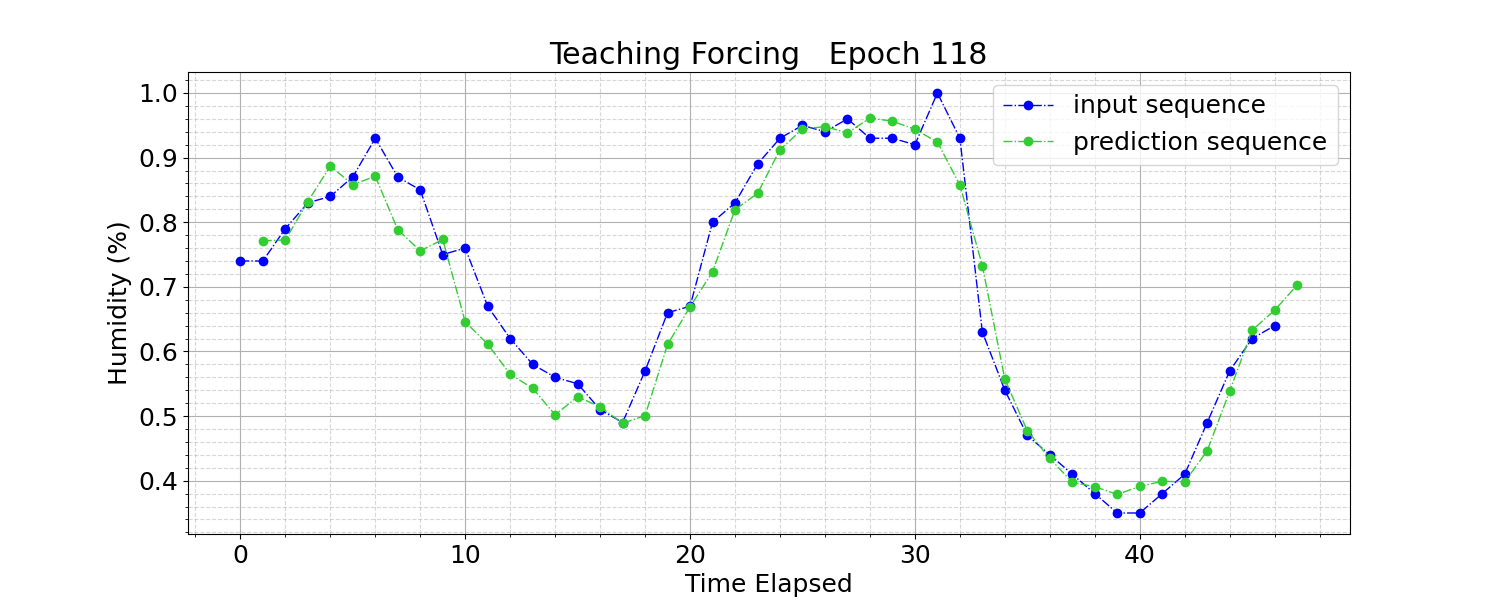 Teaching Forcing   Epoch 118
input sequence
prediction sequence
Humidity (%)
1.0
0.9
0.8
0.7
0.6
0.5
0.4
0 10 20 30 40
Time Elapsed